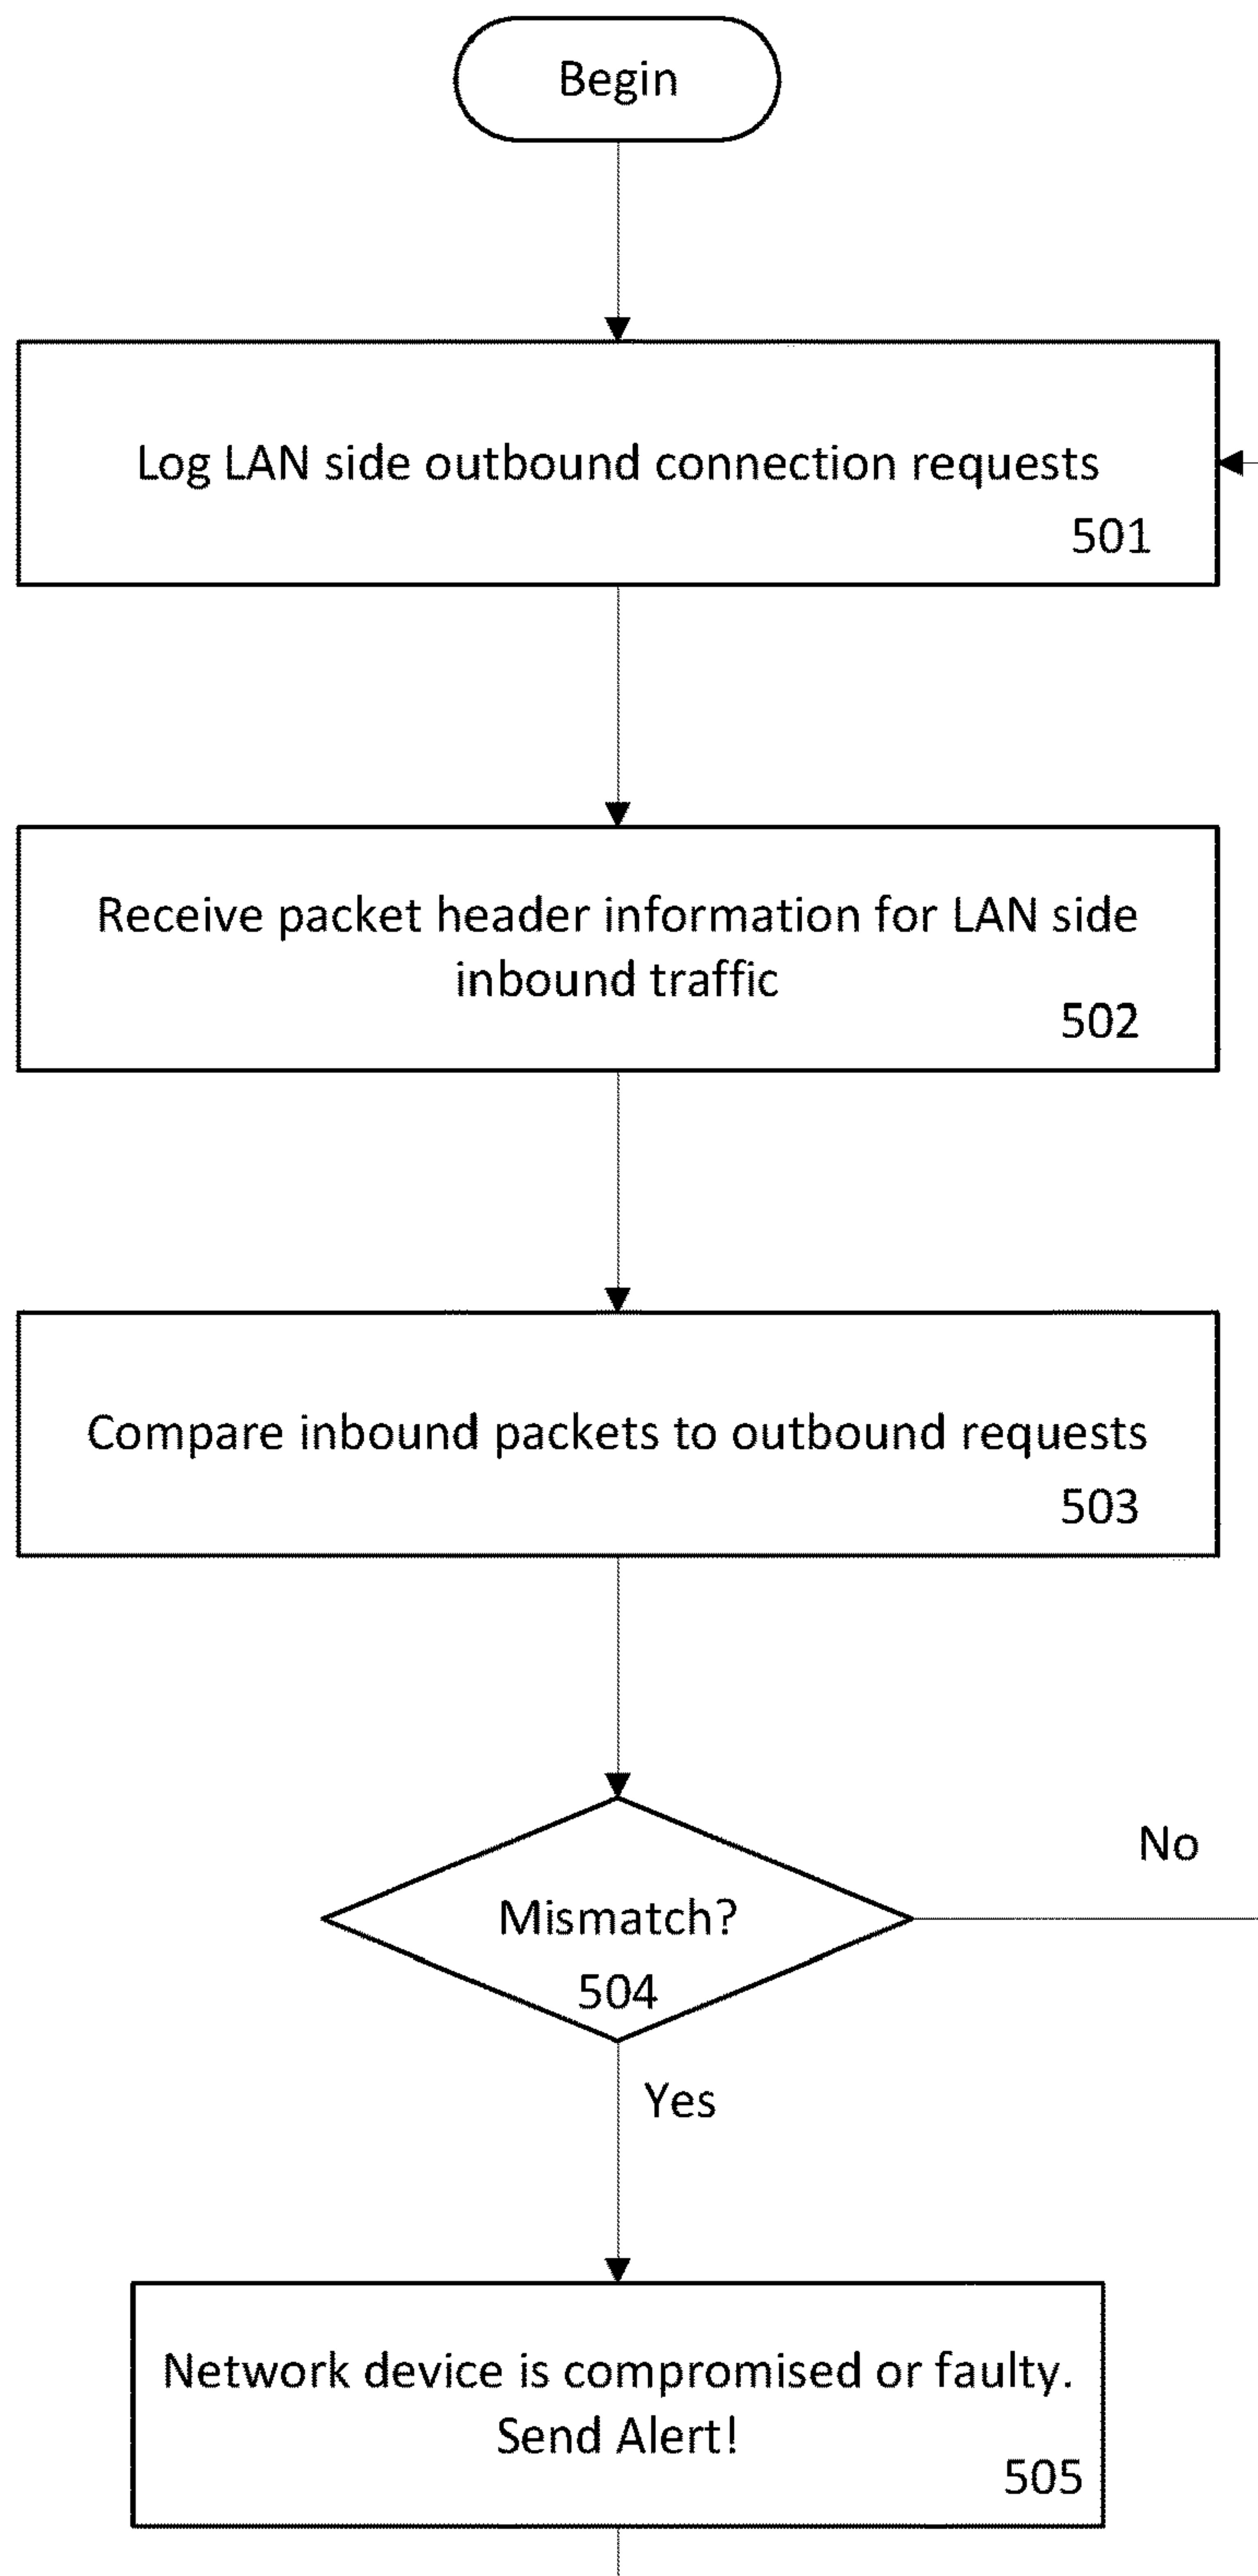 Begin
Log LAN side outbound connection requests
501
Receive packet header information for LAN side
inbound traffic
502
Compare inbound packets to outbound requests
503
Mismatch?
504
No
Yes
Network device is compromised or faulty.
Send Alert!
505